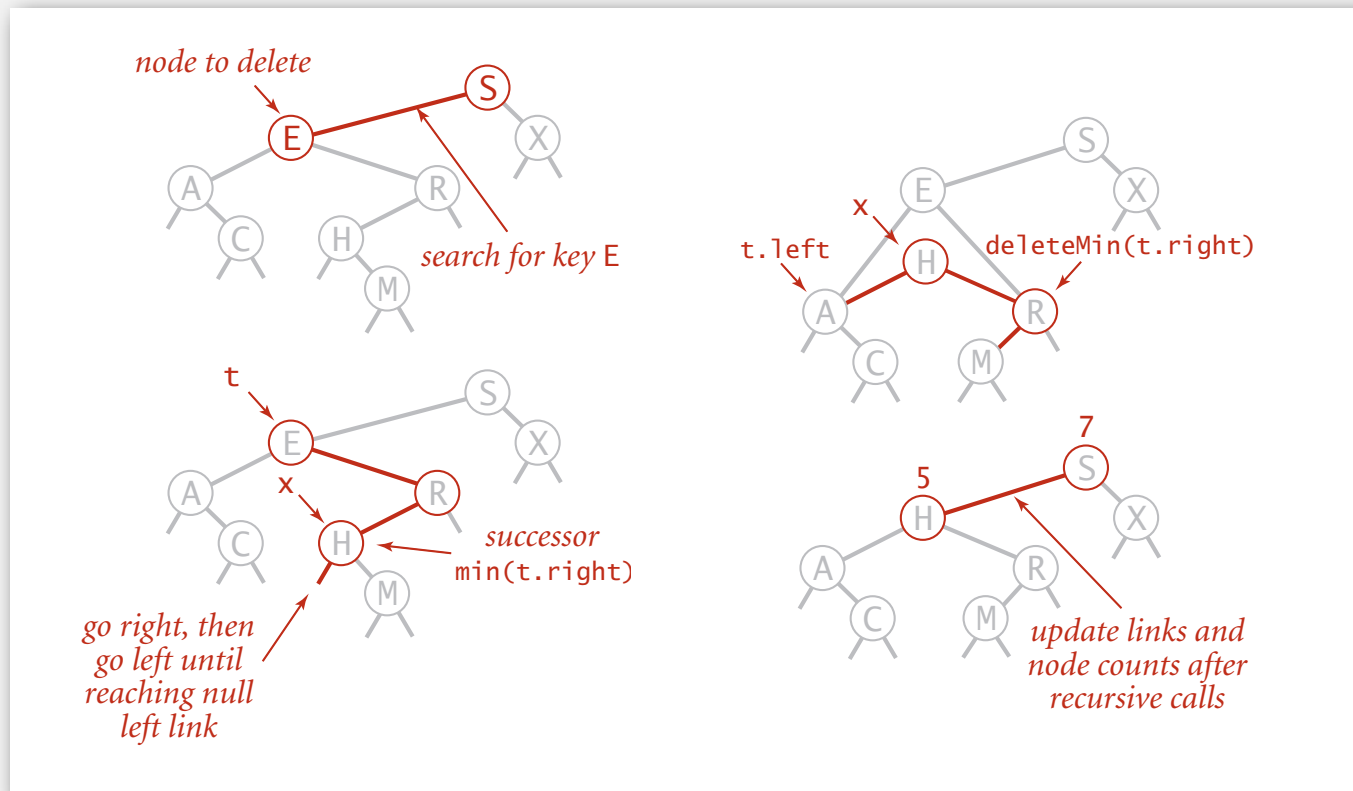 node to delete
S
E
X
A
R
C
H
search for key E
M
t
S
E
X
x
A
R
C
H
successor
min(t.right)
M
go right, then
go left until
reaching null
left link
S
E
X
x
t.left
deleteMin(t.right)
H
A
R
C
M
7
5
S
H
X
A
R
C
M
update links and
node counts after
recursive calls